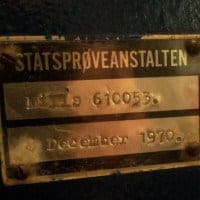 STATSPRØVEANSTALTEN
610053.
December 1970.